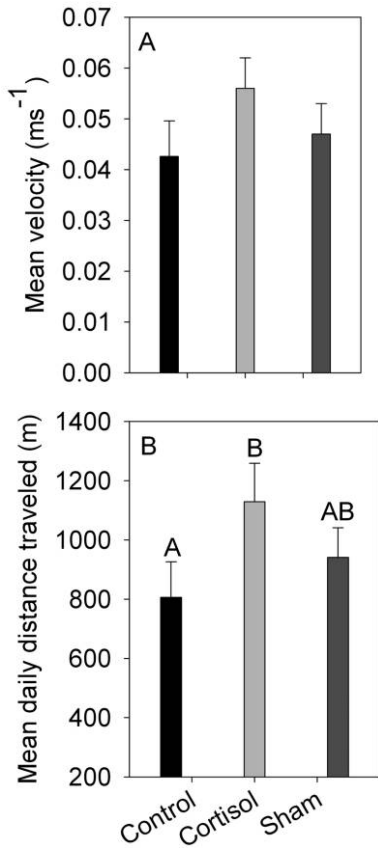 0.07
A
0.06
0.05
0.04
0.03
0.02
0.01
0.00
Mean velocity (ms⁻¹)
1400
B
B
1200
AB
1000
A
800
600
400
200
Mean daily distance traveled (m)
Control
Cortisol
Sham